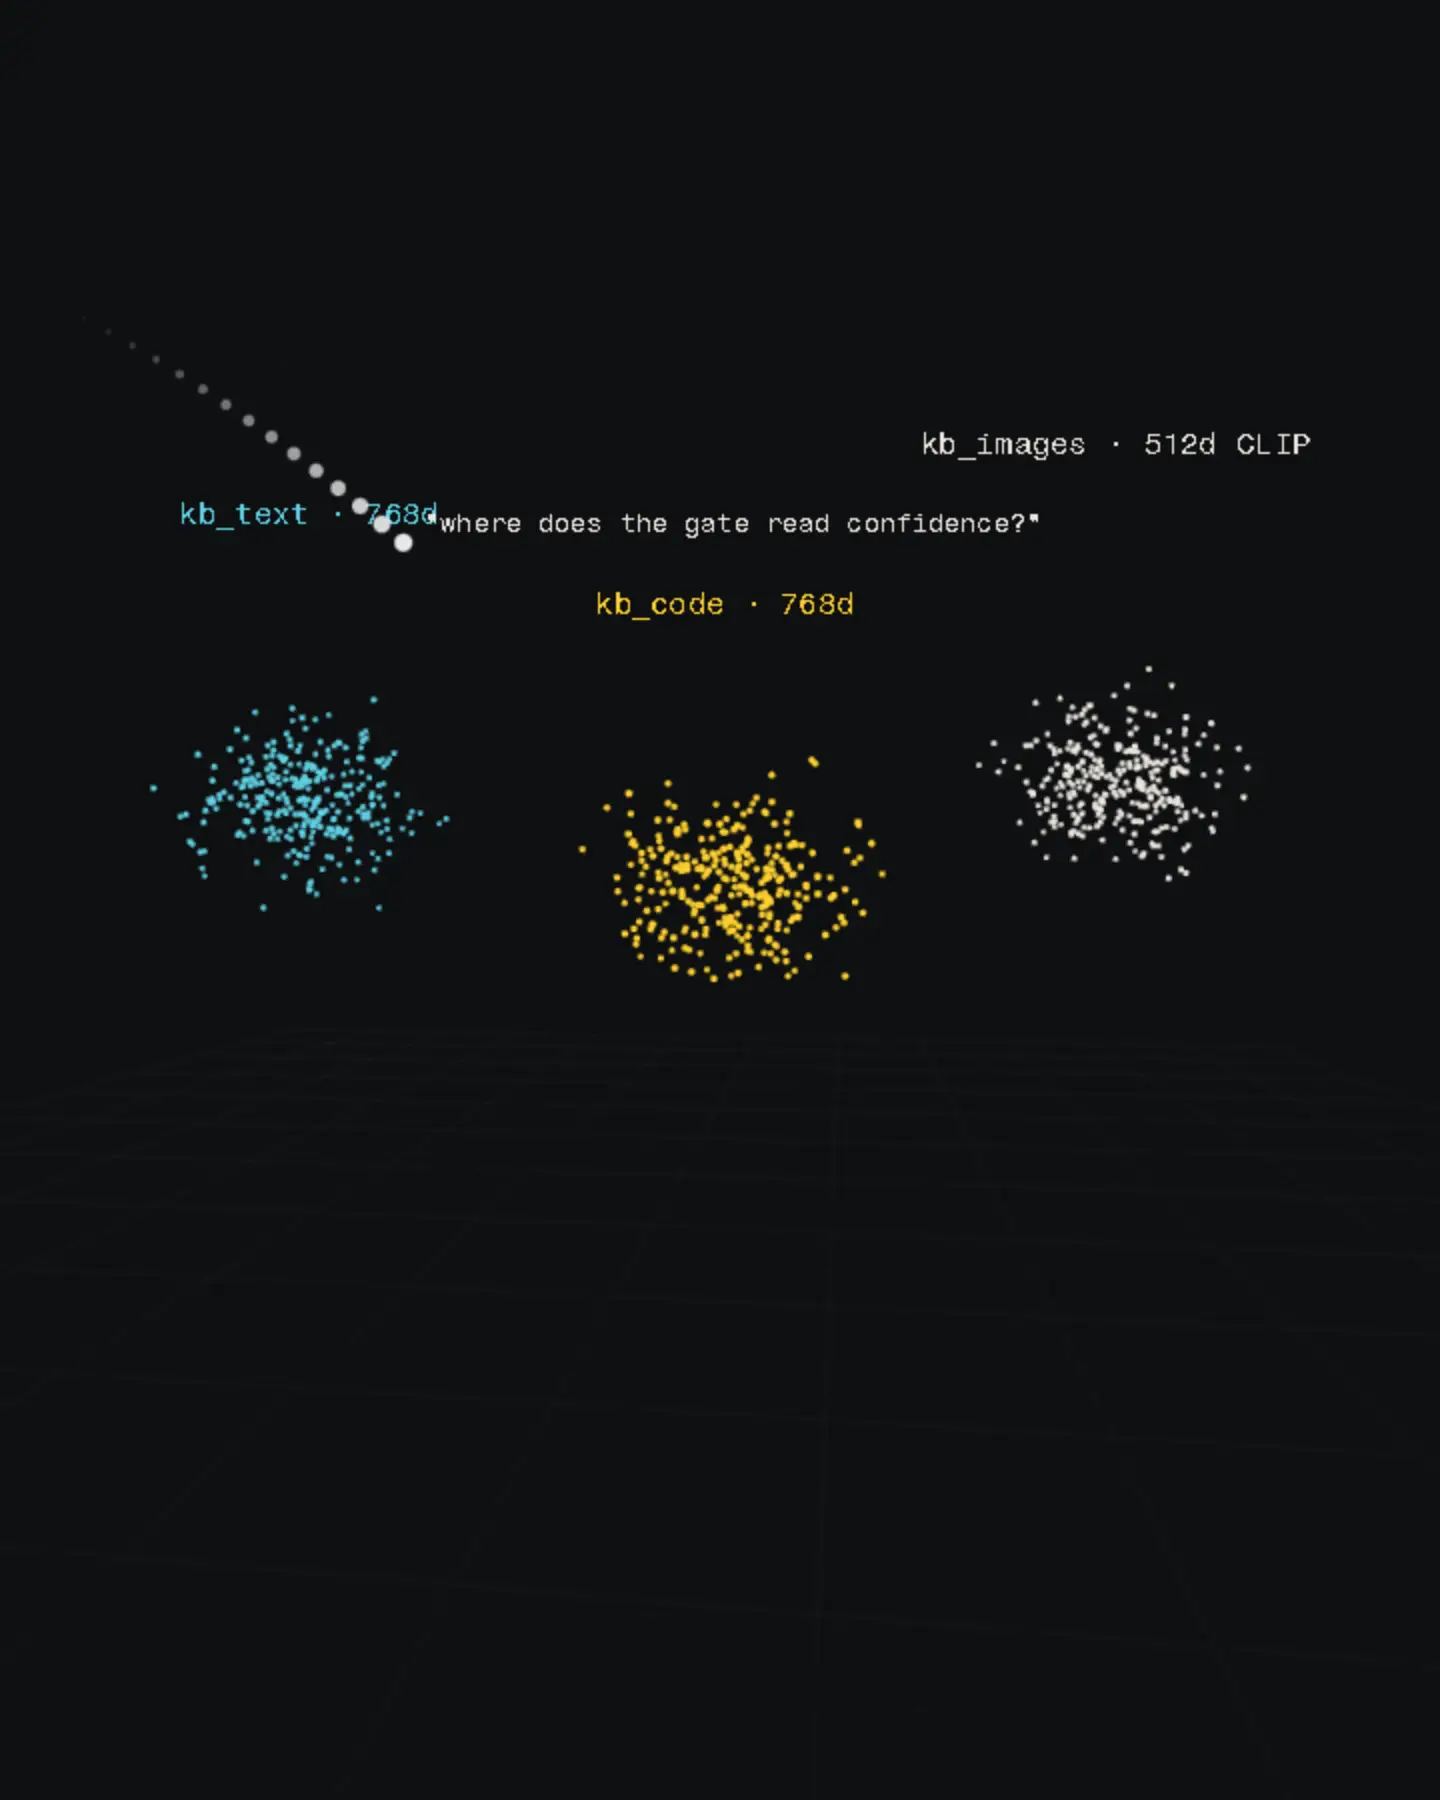 kb_images · 512d CLIP
kb_text · 768d
"where does the gate read confidence?"
kb_code · 768d